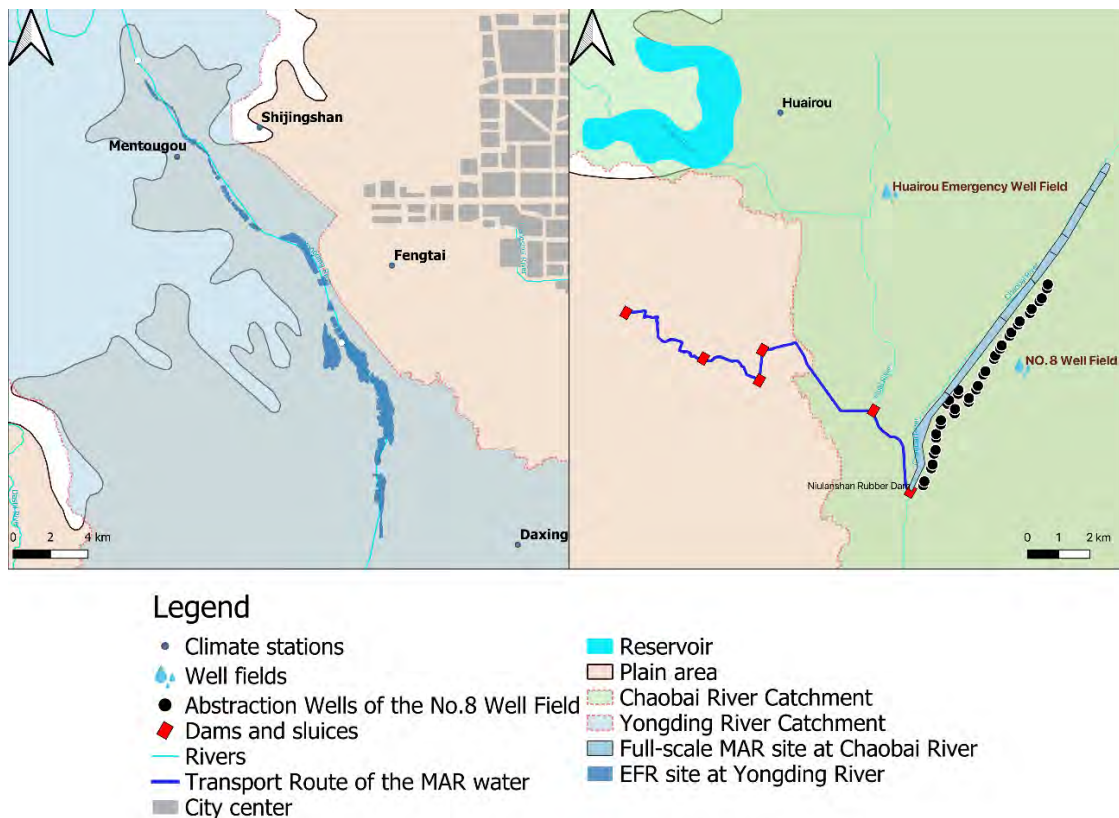 Shijingshan
Mentougou
Fengtai
Daxing
0 2 4 km
Huairou
Huairou Emergency Well Field
Chaobai River
NO. 8 Well Field
Niulanshan Rubber Dam
0 1 2 km
Legend
Climate stations
Well fields
Abstraction Wells of the No.8 Well Field
Dams and sluices
Rivers
Transport Route of the MAR water
City center
Reservoir
Plain area
Chaobai River Catchment
Yongding River Catchment
Full-scale MAR site at Chaobai River
EFR site at Yongding River